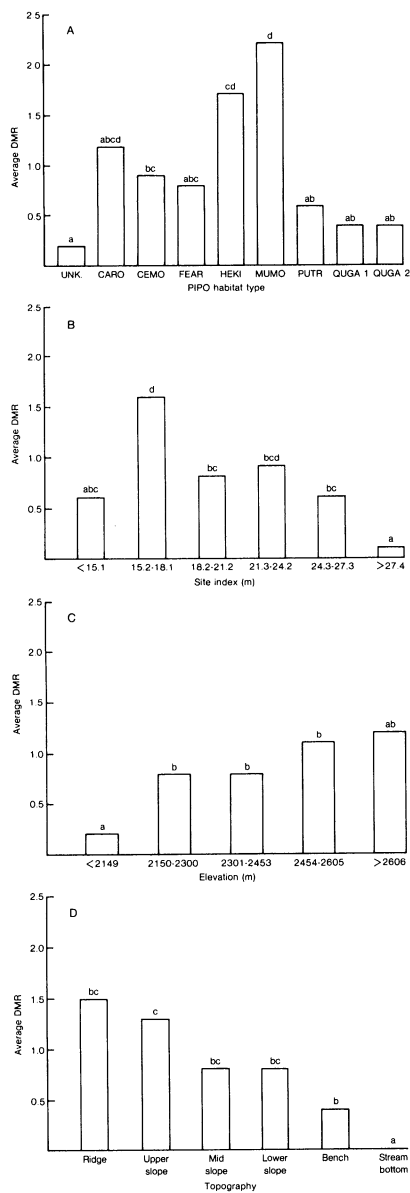 A
2.5
2 0
1.5
1.0
0.5
Average DMR
a
abcd
bc
abc
cd
d
ab
ab
ab
UNK.
CARO
CEMO
FEAR
HEKI
MUMO
PUTR
QUGA 1
QUGA 2
PIPO habitat type
B
2.5
2.0
1.5
1.0
0.5
Average DMR
abc
d
bc
bcd
bc
a
<15.1
15.2-18.1
18.2-21.2
21.3-24.2
24.3-27.3
>27.4
Site index (m)
C
2.5
2 0
1.5
1.0
0.5
Average DMR
a
b
b
b
ab
<2149
2150-2300
2301-2453
2454-2605
>2606
Elevation (m)
D
2.5
2.0
1.5
1.0
0.5
Average DMR
bc
c
bc
bc
b
a
Ridge
Upper slope
Mid slope
Lower slope
Bench
Stream bottom
Topography